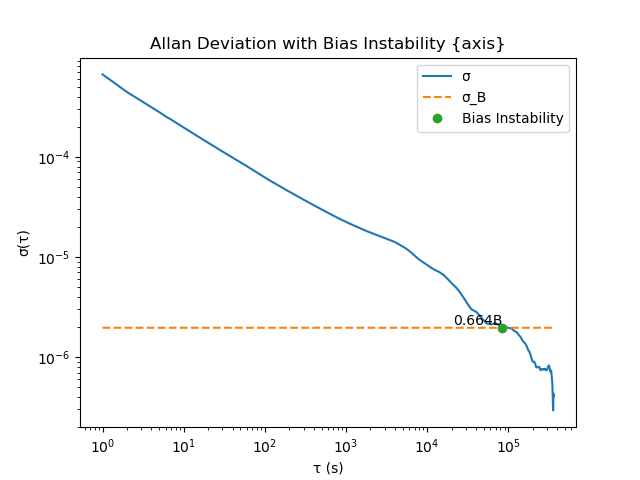 Allan Deviation with Bias Instability {axis}
σ
σ_B
Bias Instability
10⁻⁴
10⁻⁵
10⁻⁶
σ(τ)
0.664B
10⁰ 10¹ 10² 10³ 10⁴ 10⁵
τ (s)